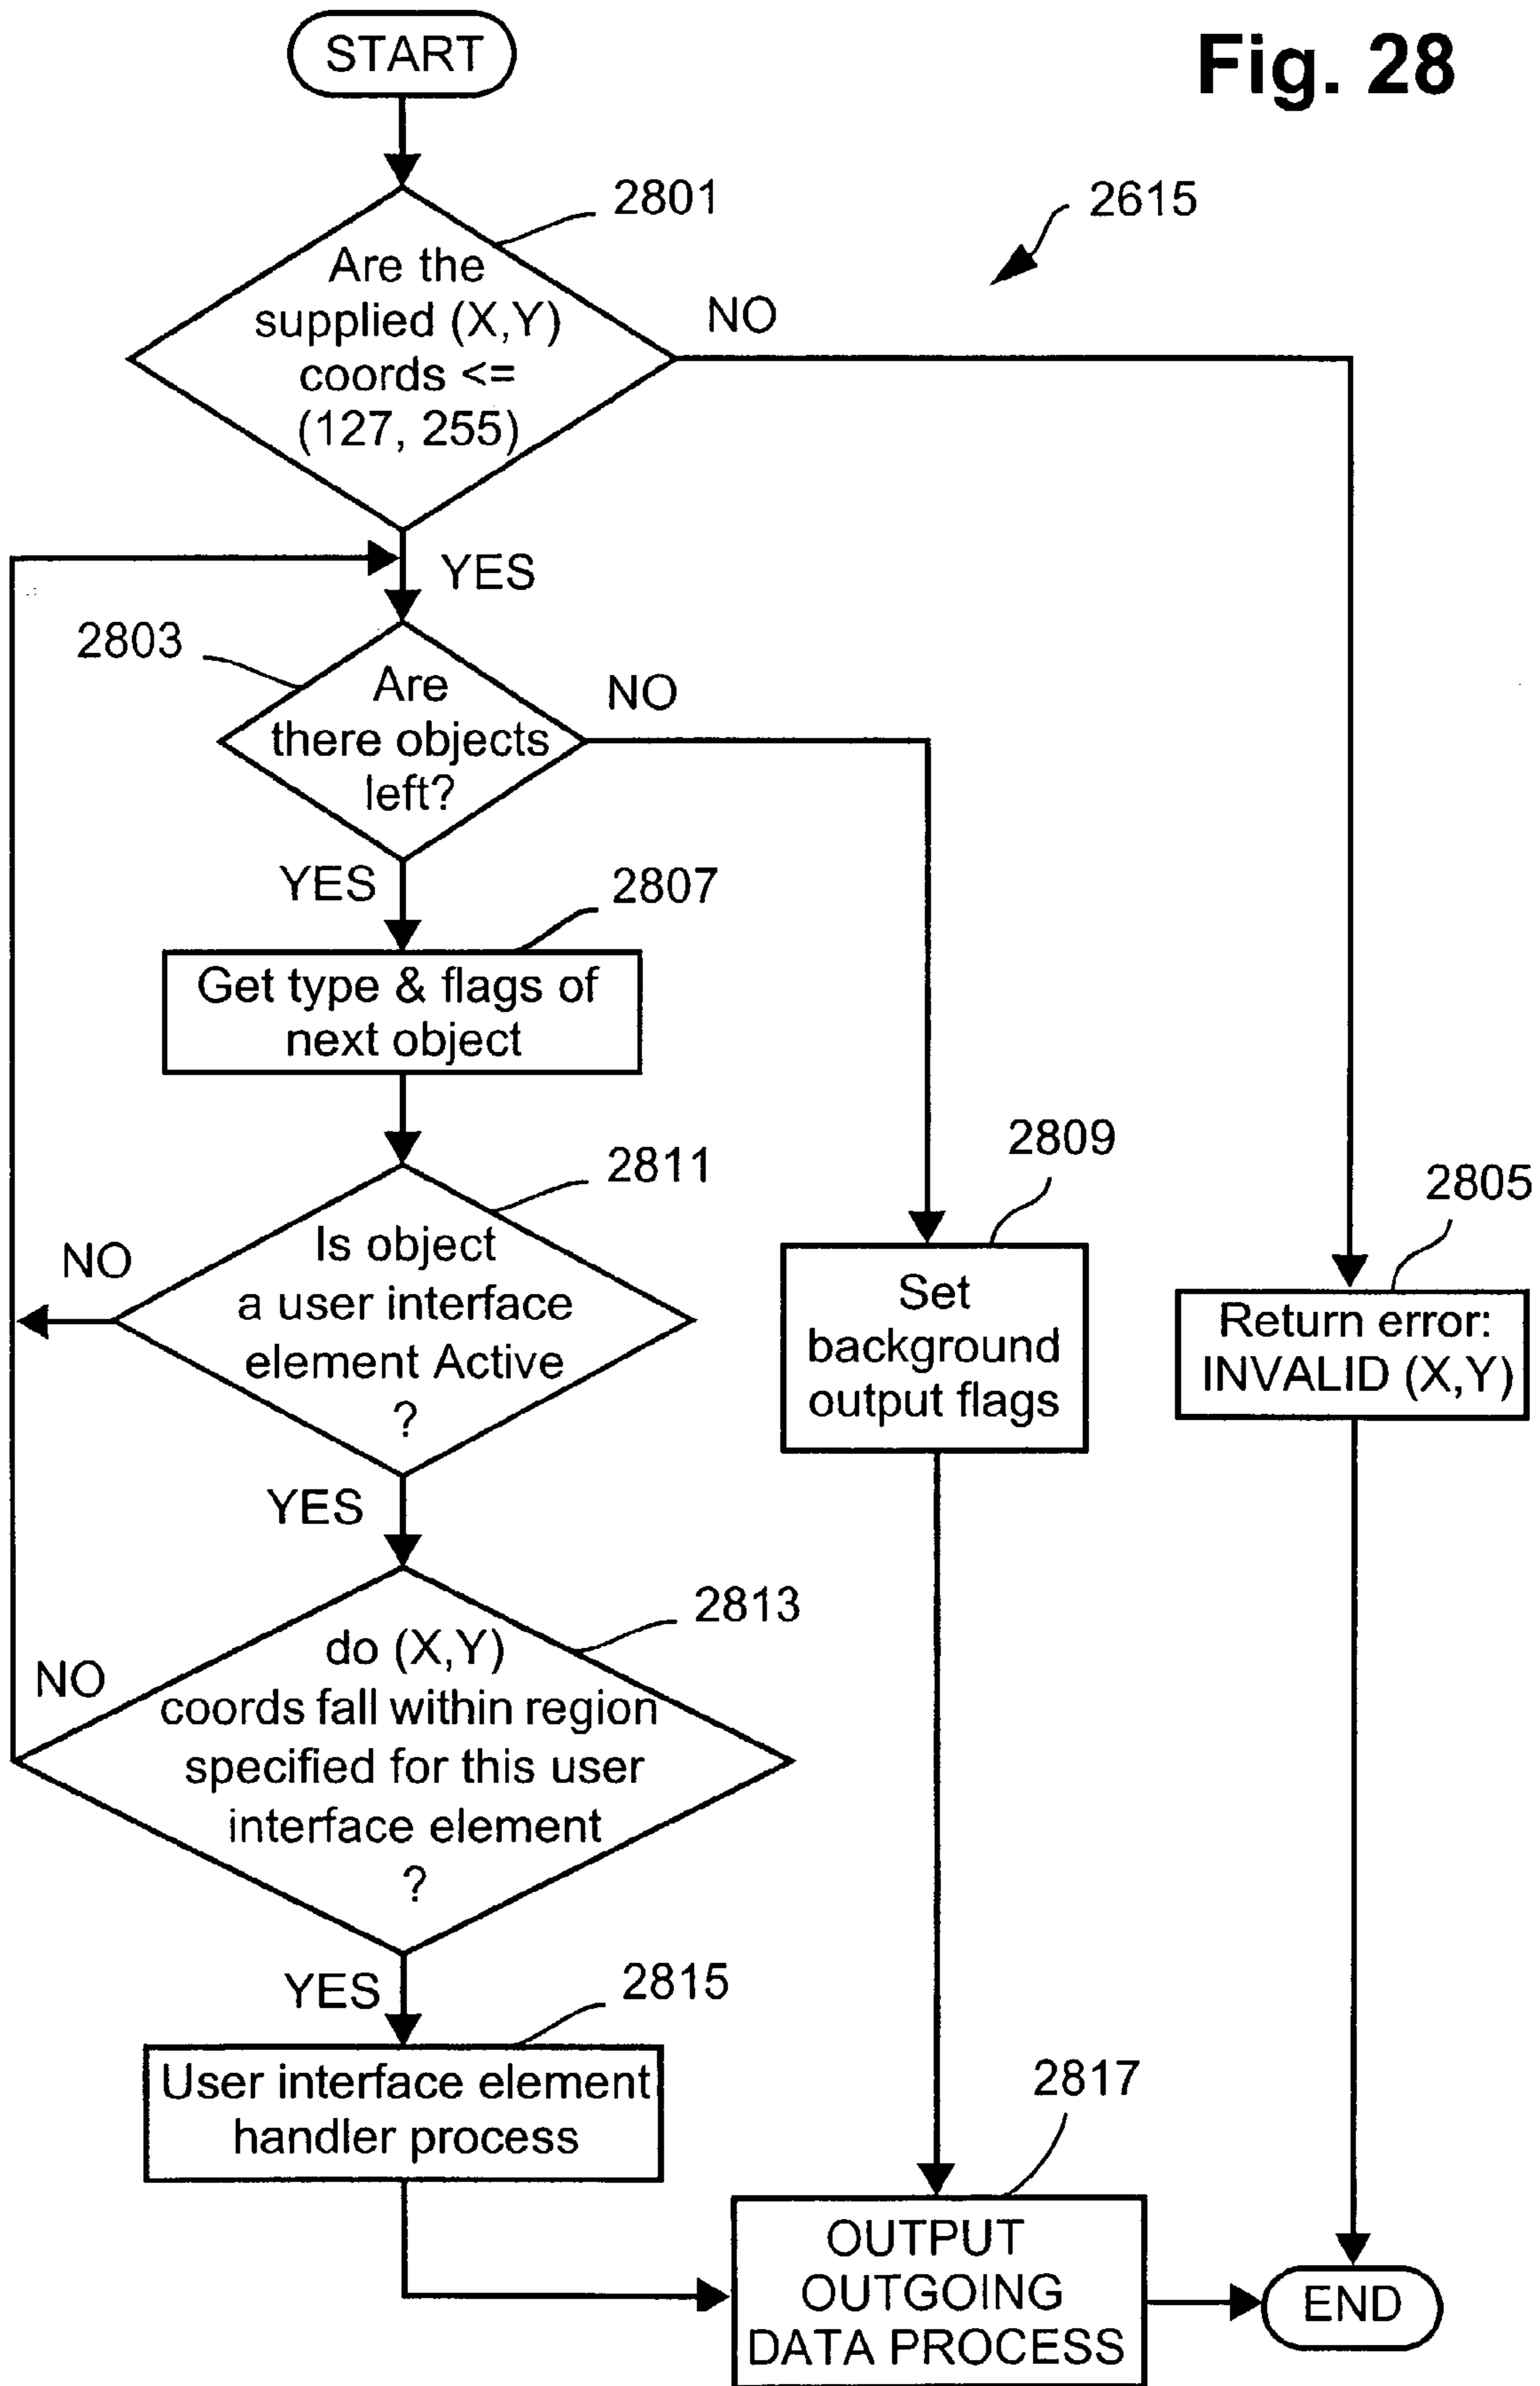 START
Fig. 28
2801
2615
Are the
supplied (X,Y)
coords <=
(127, 255)
NO
YES
2803
Are
there objects
left?
NO
YES
2807
Get type & flags of
next object
2811
Is object
a user interface
element Active
?
NO
2809
Set
background
output flags
2805
Return error:
INVALID (X,Y)
YES
2813
do (X,Y)
coords fall within region
specified for this user
interface element
?
NO
YES
2815
User interface element
handler process
2817
OUTPUT
OUTGOING
DATA PROCESS
END